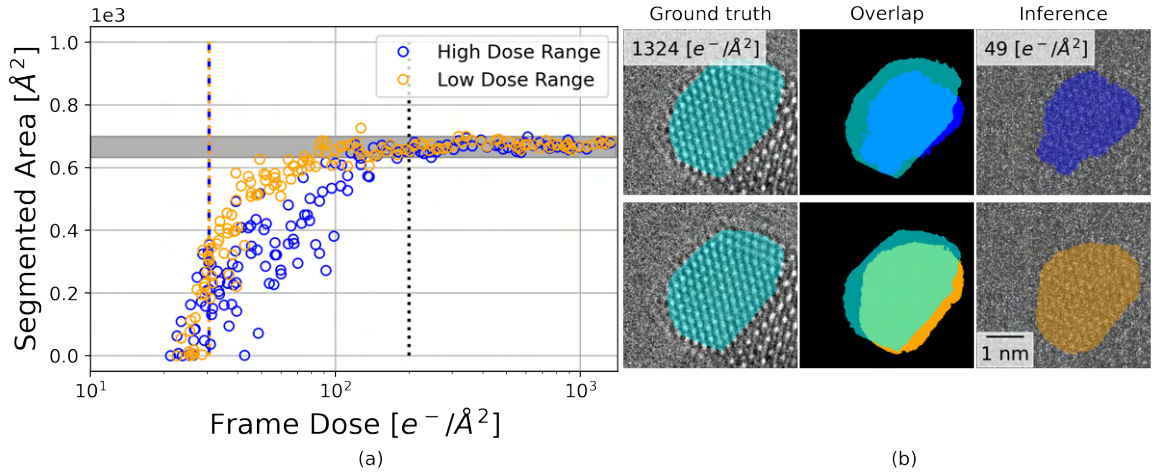 1e3
Segmented Area [Å²]
1.0
0.8
0.6
0.4
0.2
0.0
High Dose Range
Low Dose Range
10¹ 10² 10³
Frame Dose [e⁻/Å²]
(a)
Ground truth Overlap Inference
1324 [e⁻/Å²] 49 [e⁻/Å²]
1 nm
(b)